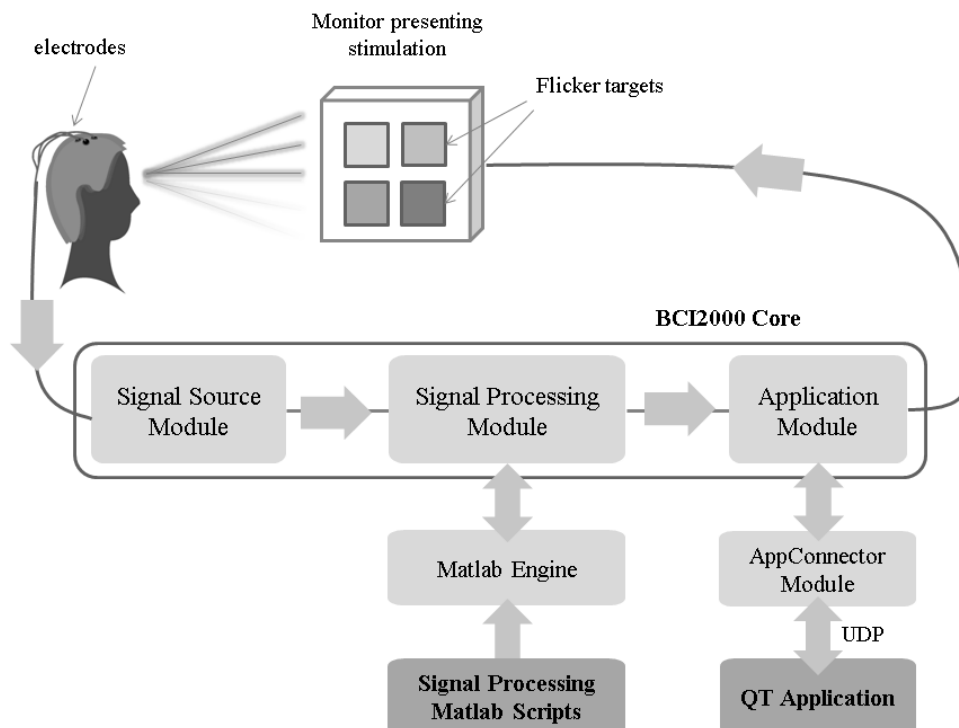 Monitor presenting
stimulation
electrodes
Flicker targets
BCI2000 Core
Signal Source
Module
Signal Processing
Module
Application
Module
Matlab Engine
AppConnector
Module
UDP
Signal Processing
Matlab Scripts
QT Application